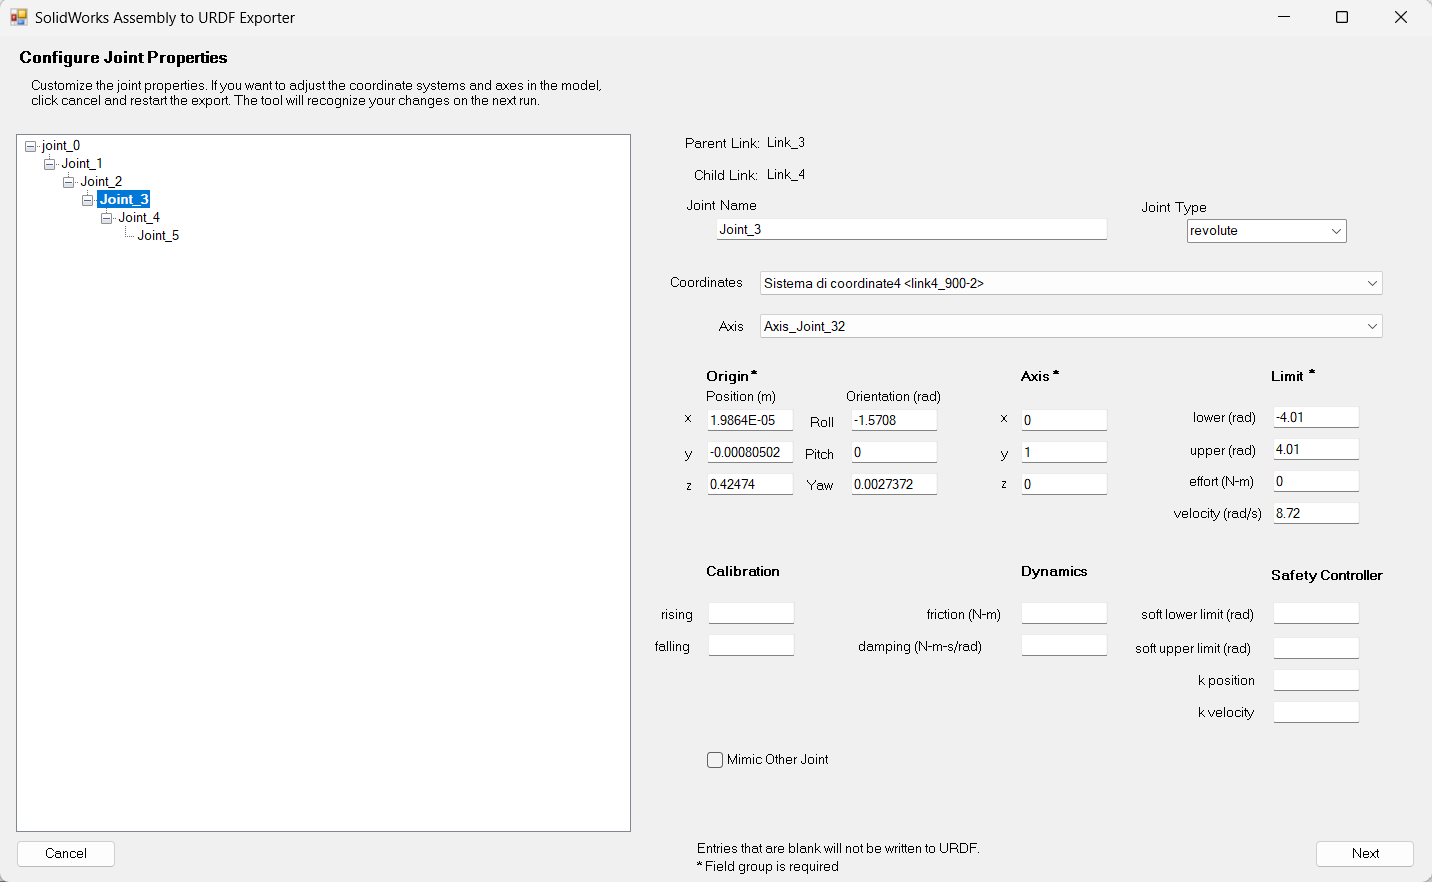 SolidWorks Assembly to URDF Exporter
Configure Joint Properties
Customize the joint properties. If you want to adjust the coordinate systems and axes in the model,
click cancel and restart the export. The tool will recognize your changes on the next run.
joint_0
Joint_1
Joint_2
Joint_3
Joint_4
Joint_5
Parent Link: Link_3
Child Link: Link_4
Joint Name
Joint_3
Joint Type
revolute
Coordinates Sistema di coordinate4 <link4_900-2>
Axis Axis_Joint_32
Origin *
Position (m) Orientation (rad)
x 1.9864E-05 Roll -1.5708
y -0.00080502 Pitch 0
z 0.42474 Yaw 0.0027372
Axis *
x 0
y 1
z 0
Limit *
lower (rad) -4.01
upper (rad) 4.01
effort (N-m) 0
velocity (rad/s) 8.72
Calibration
rising
falling
Dynamics
friction (N-m)
damping (N-m-s/rad)
Safety Controller
soft lower limit (rad)
soft upper limit (rad)
k position
k velocity
Mimic Other Joint
Cancel
Entries that are blank will not be written to URDF.
* Field group is required
Next